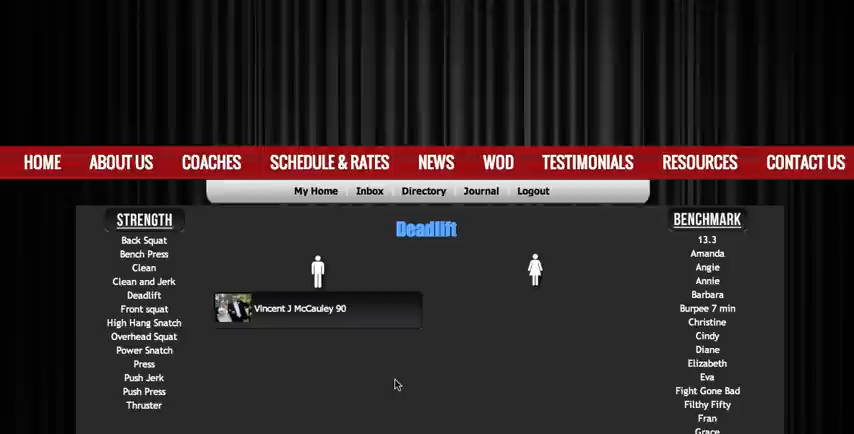 HOME ABOUT US COACHES SCHEDULE & RATES NEWS WOD TESTIMONIALS RESOURCES CONTACT US
My Home Inbox Directory Journal Logout
STRENGTH
Back Squat
Bench Press
Clean
Clean and Jerk
Deadlift
Front squat
High Hang Snatch
Overhead Squat
Power Snatch
Press
Push Jerk
Push Press
Thruster
Deadlift
Vincent J McCauley 90
BENCHMARK
13.3
Amanda
Angie
Annie
Barbara
Burpee 7 min
Christine
Cindy
Diane
Elizabeth
Eva
Fight Gone Bad
Filthy Fifty
Fran
Grace